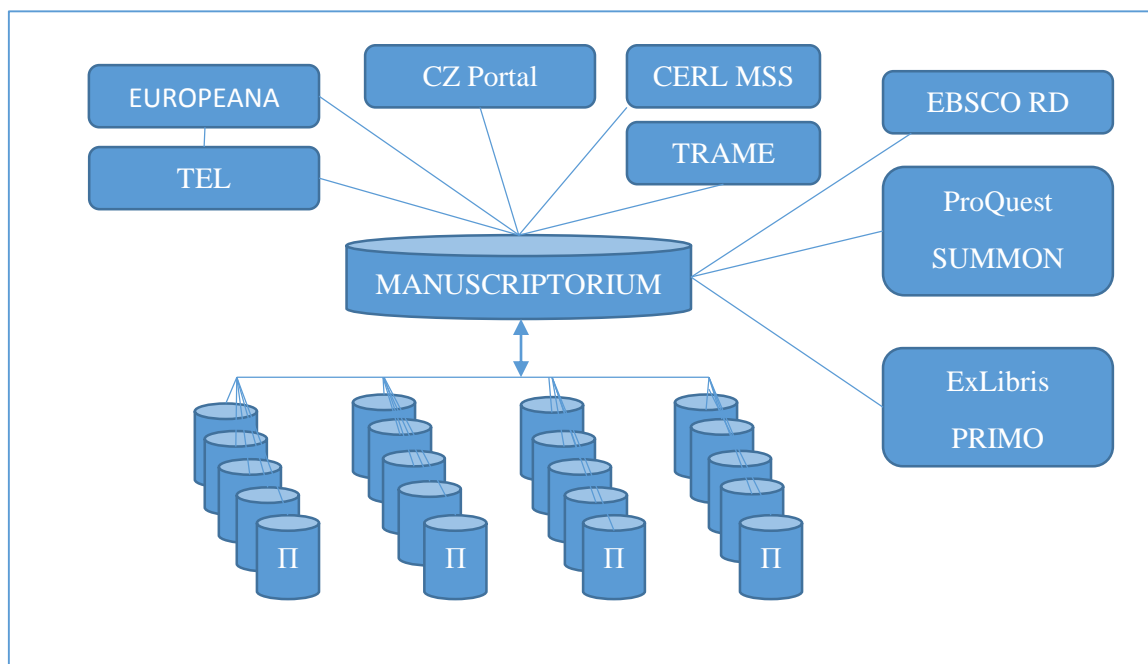 EUROPEANA
TEL
CZ Portal
CERL MSS
TRAME
EBSCO RD
ProQuest
SUMMON
ExLibris
PRIMO
MANUSCRIPTORIUM
Π
Π
Π
Π